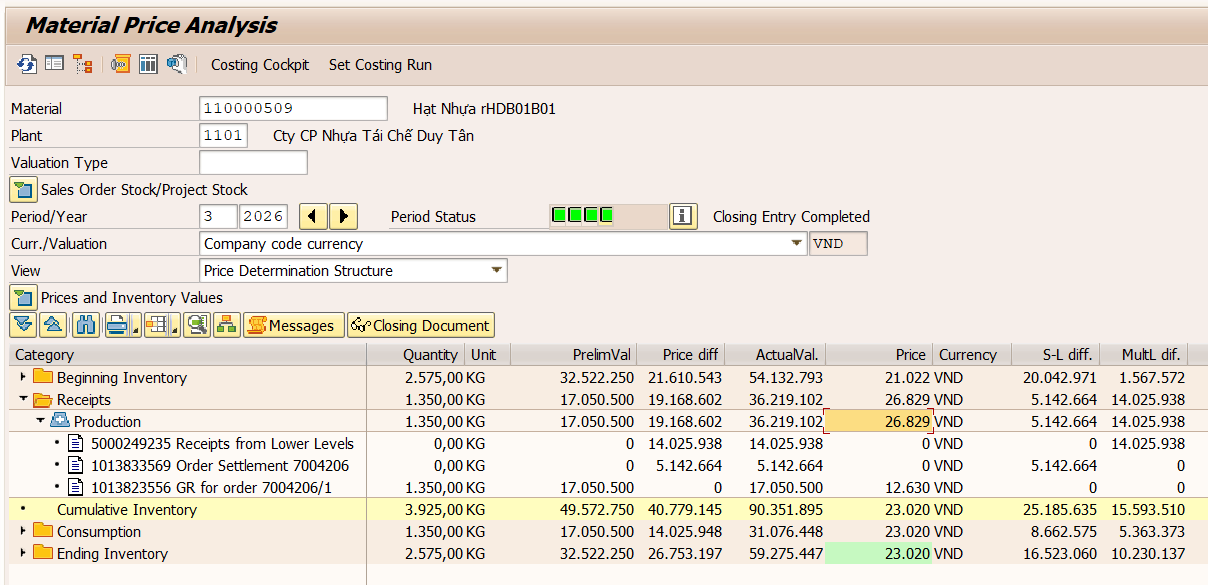 Material Price Analysis
Costing Cockpit Set Costing Run
Material 110000509 Hạt Nhựa rHDB01B01
Plant 1101 Cty CP Nhựa Tái Chế Duy Tân
Valuation Type
Sales Order Stock/Project Stock
Period/Year 3 2026 Period Status Closing Entry Completed
Curr./Valuation Company code currency VND
View Price Determination Structure
Prices and Inventory Values
Messages Closing Document
Category Quantity Unit PrelimVal Price diff ActualVal. Price Currency S-L diff. MultL dif.
Beginning Inventory 2.575,00 KG 32.522.250 21.610.543 54.132.793 21.022 VND 20.042.971 1.567.572
Receipts 1.350,00 KG 17.050.500 19.168.602 36.219.102 26.829 VND 5.142.664 14.025.938
Production 1.350,00 KG 17.050.500 19.168.602 36.219.102 26.829 VND 5.142.664 14.025.938
5000249235 Receipts from Lower Levels 0,00 KG 0 14.025.938 14.025.938 0 VND 0 14.025.938
1013833569 Order Settlement 7004206 0,00 KG 0 5.142.664 5.142.664 0 VND 5.142.664 0
1013823556 GR for order 7004206/1 1.350,00 KG 17.050.500 0 17.050.500 12.630 VND 0 0
Cumulative Inventory 3.925,00 KG 49.572.750 40.779.145 90.351.895 23.020 VND 25.185.635 15.593.510
Consumption 1.350,00 KG 17.050.500 14.025.948 31.076.448 23.020 VND 8.662.575 5.363.373
Ending Inventory 2.575,00 KG 32.522.250 26.753.197 59.275.447 23.020 VND 16.523.060 10.230.137